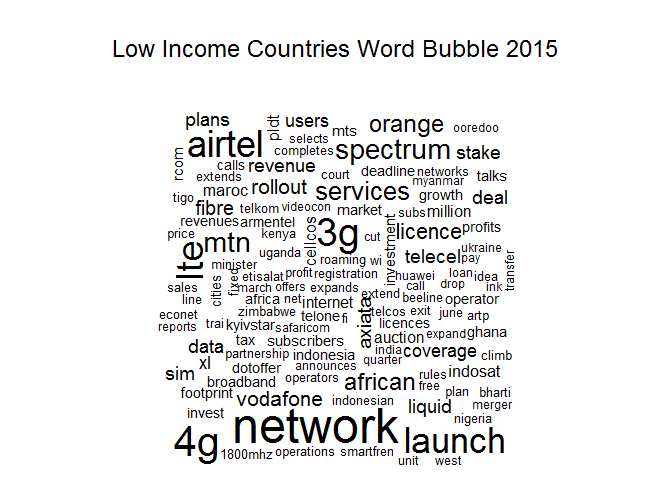 Low Income Countries Word Bubble 2015
plans pldt users orange ooredoo
airtel selects mts
rcom completes spectrum stake
calls revenue court deadline networks talks
extends myanmar
tigo maroc rollout services growth deal
fibre telkom videocon market subs million
revenues armentel 3g licence profits
price mtn kenya cellcos cut investment ukraine
lte uganda roaming wi telecel pay transfer
minister etisalat profit registration huawei loan idea
sales cities fixed march offers expands call drop ink
line africa net internet extend beeline operator
econet zimbabwe telone fi axiata telcos exit june artp
reports trai kyivstar safaricom licences expand ghana
data tax subscribers auction
xl partnership indonesia india coverage climb
sim dotoffer announces quarter indosat
broadband operators african rules
footprint vodafone indonesian free plan bharti
invest liquid merger
network nigeria
4g launch
1800mhz operations smartfren unit west